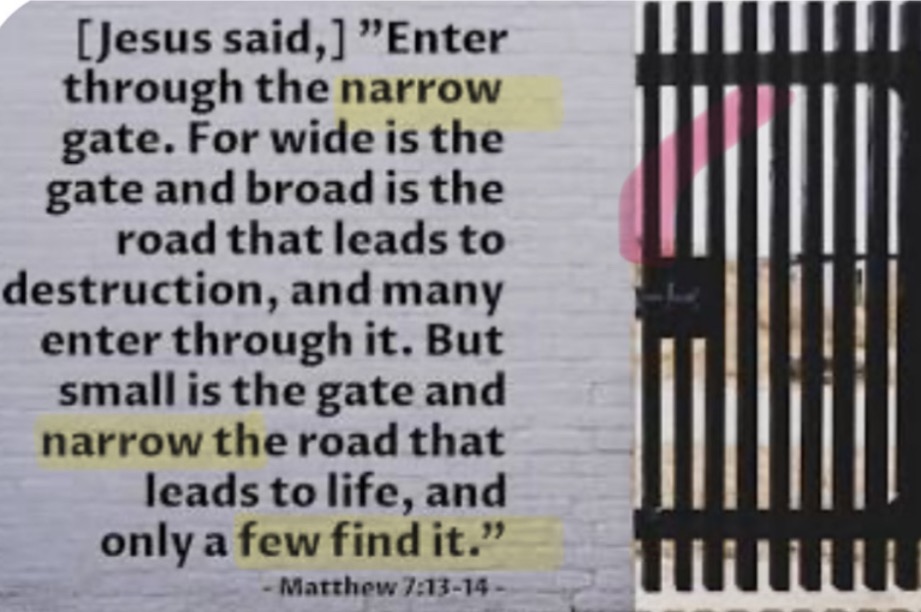 [Jesus said,] ”Enter
through the narrow
gate. For wide is the
gate and broad is the
road that leads to
destruction, and many
enter through it. But
small is the gate and
narrow the road that
leads to life, and
only a few find it.”
- Matthew 7:13-14 -